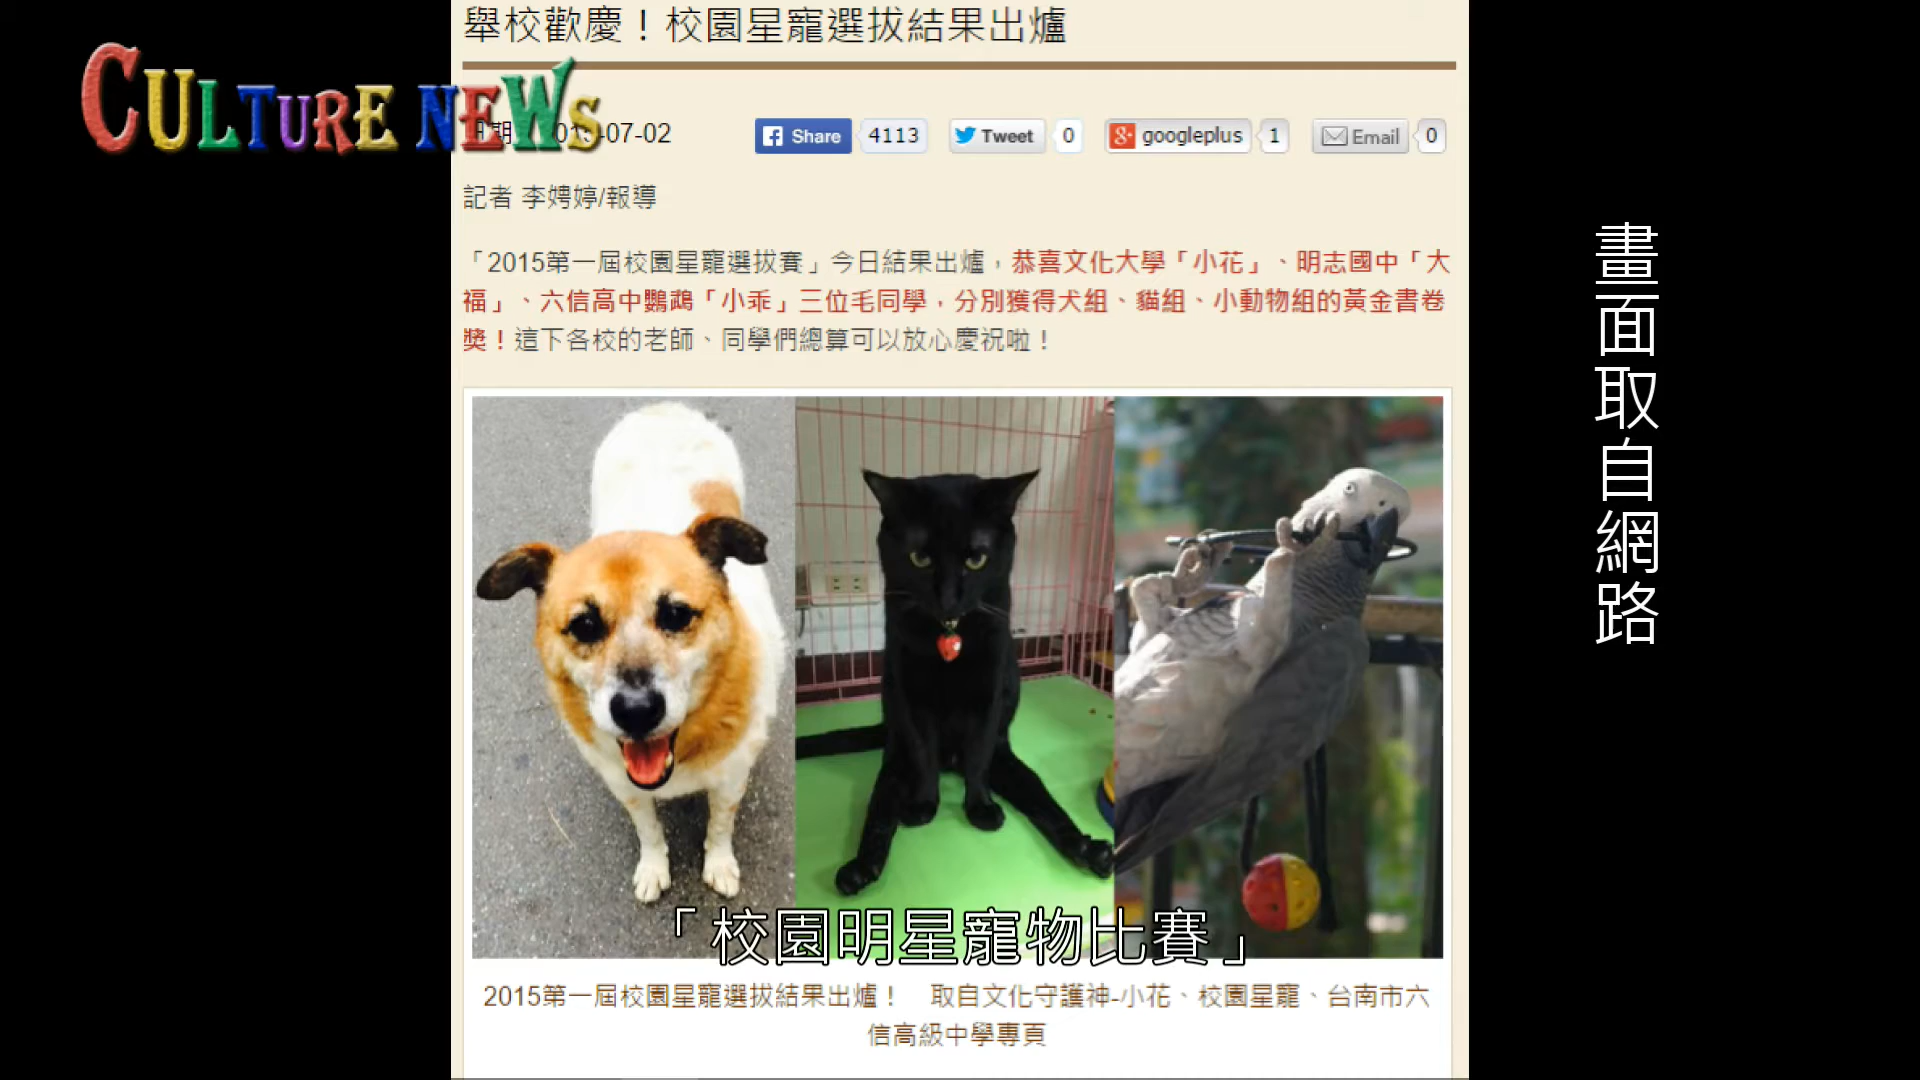 舉校歡慶！校園星寵選拔結果出爐
CULTURE NEWS
-07-02
Share 4113 Tweet 0 googleplus 1 Email 0
記者 李娉婷/報導
「2015第一屆校園星寵選拔賽」今日結果出爐，恭喜文化大學「小花」、明志國中「大
福」、六信高中鸚鵡「小乖」三位毛同學，分別獲得犬組、貓組、小動物組的黃金書卷
獎！這下各校的老師、同學們總算可以放心慶祝啦！
「校園明星寵物比賽」
2015第一屆校園星寵選拔結果出爐！ 取自文化守護神-小花、校園星寵、台南市六
信高級中學專頁
畫面取自網路